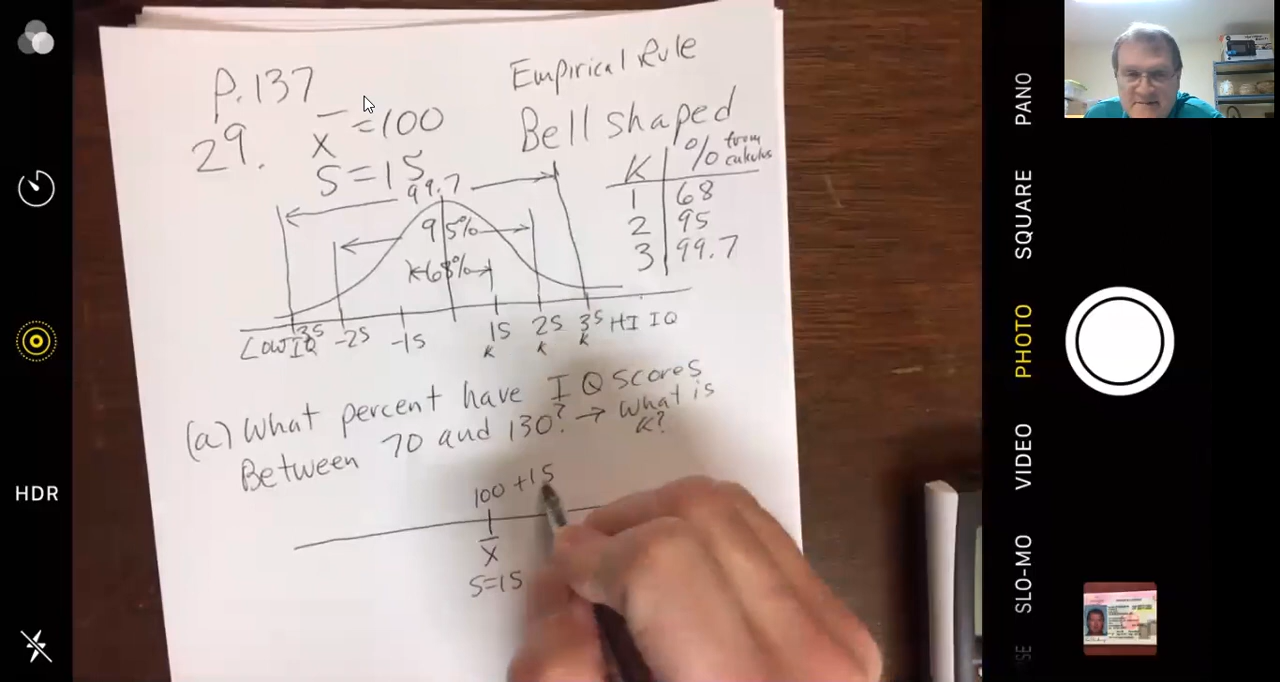 P.137
Empirical Rule
29.
x̄ =100
Bell shaped
S=15
K | % from calculus
1 | 68
2 | 95
3 | 99.7
99.7
95%
68%
Low IQ
-3S
-2S
-1S
1S
2S
3S
HI IQ
K
K
K
(a) What percent have IQ scores
Between 70 and 130? → What is
K?
100 +15
x̄
S=15
HDR
PANO
SQUARE
PHOTO
VIDEO
SLO-MO